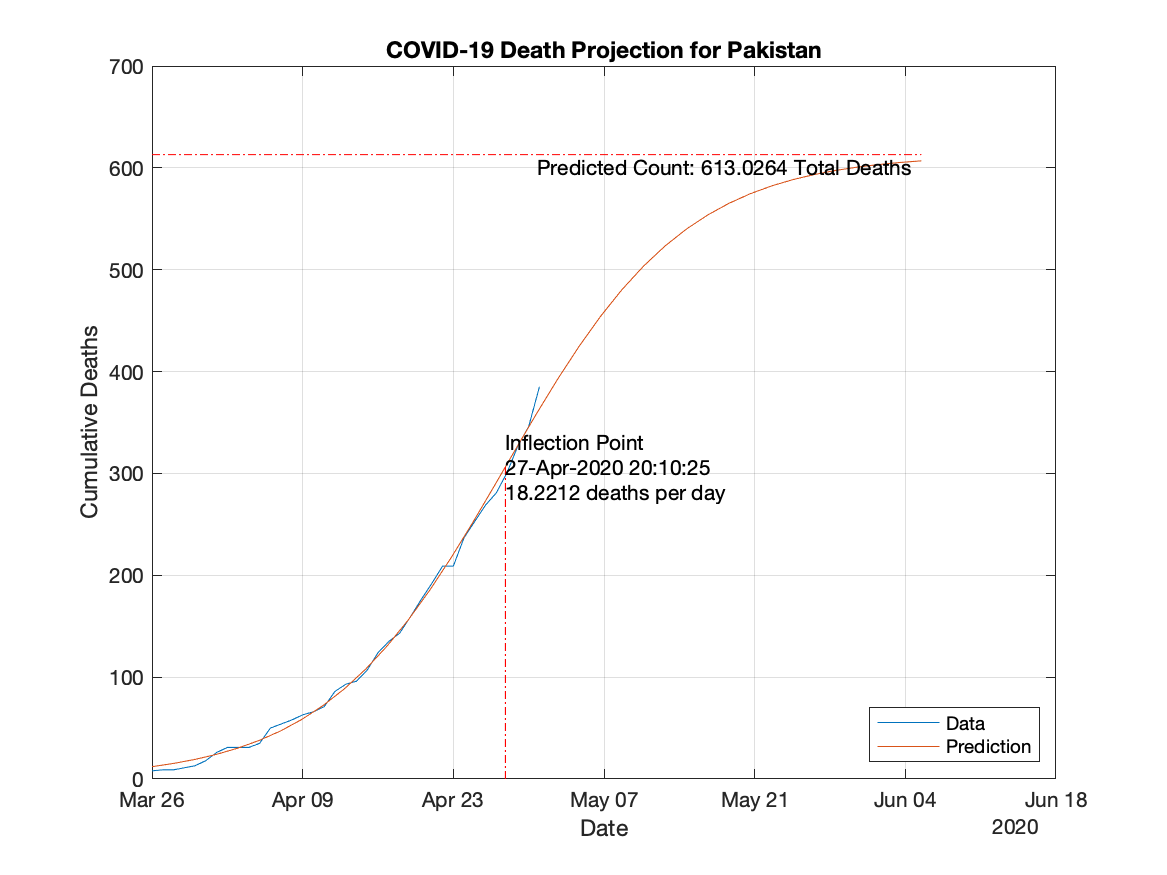 COVID-19 Death Projection for Pakistan
700
600
500
400
300
200
100
0
Cumulative Deaths
Predicted Count: 613.0264 Total Deaths
Inflection Point
27-Apr-2020 20:10:25
18.2212 deaths per day
Data
Prediction
Mar 26 Apr 09 Apr 23 May 07 May 21 Jun 04 Jun 18
Date
2020